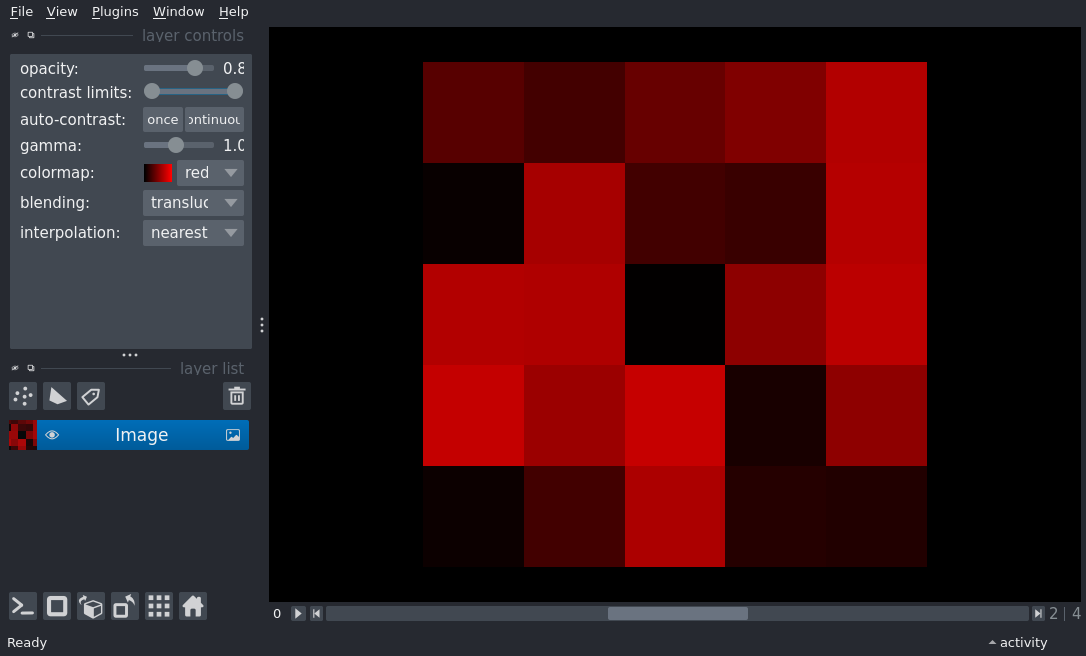 File View Plugins Window Help
layer controls
opacity: 0.8
contrast limits:
auto-contrast: once ontinuou
gamma: 1.0
colormap: red
blending: transluc
interpolation: nearest
layer list
Image
0 2 | 4
Ready activity